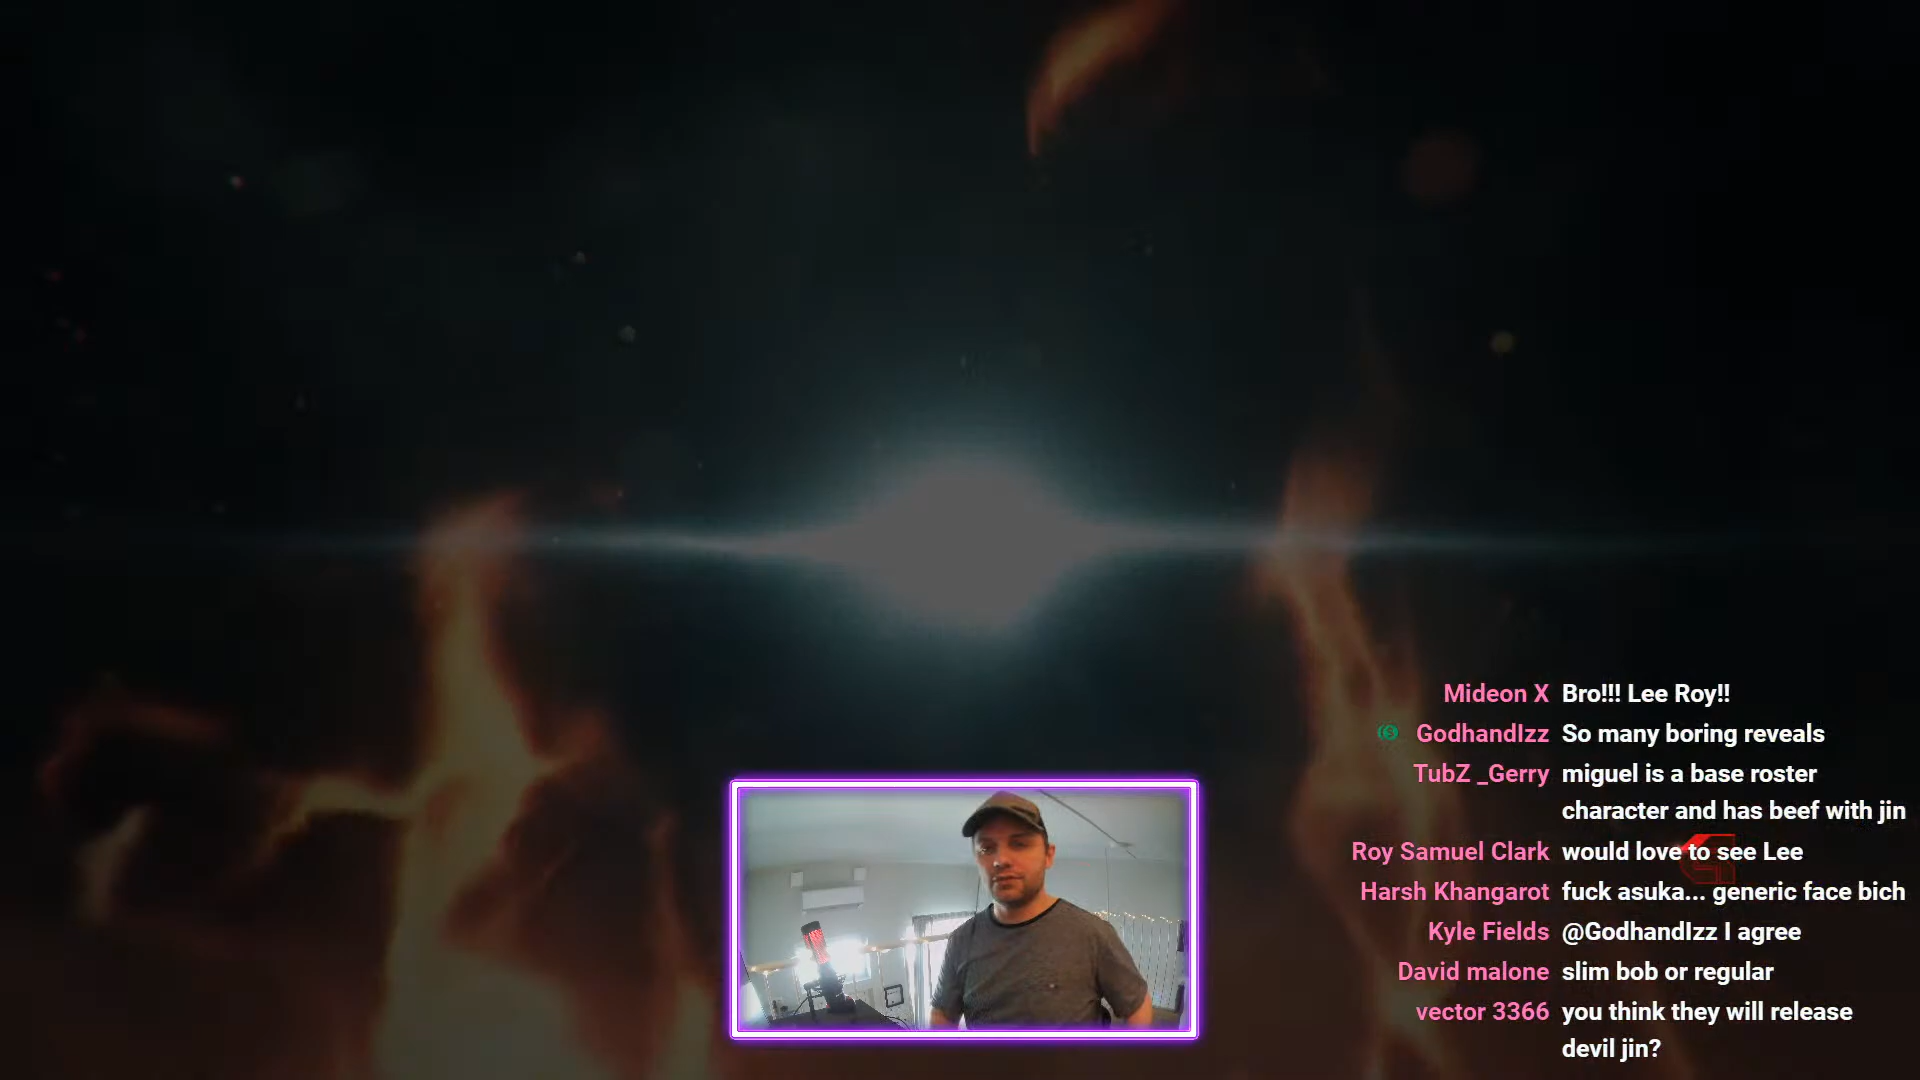 Mideon X Bro!!! Lee Roy!!
GodhandIzz So many boring reveals
TubZ _Gerry miguel is a base roster
character and has beef with jin
Roy Samuel Clark would love to see Lee
Harsh Khangarot fuck asuka... generic face bich
Kyle Fields @GodhandIzz I agree
David malone slim bob or regular
vector 3366 you think they will release
devil jin?